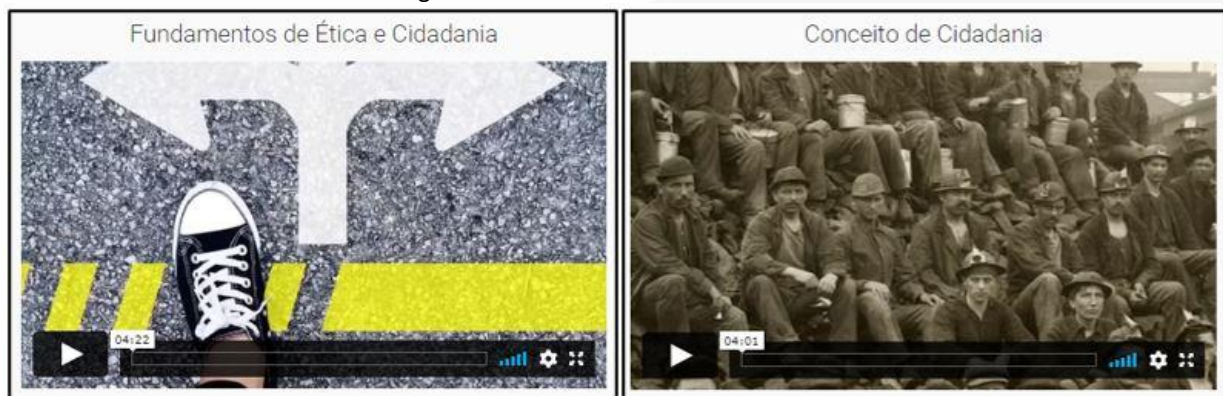 Fundamentos de Ética e Cidadania
04:22
Conceito de Cidadania
04:01